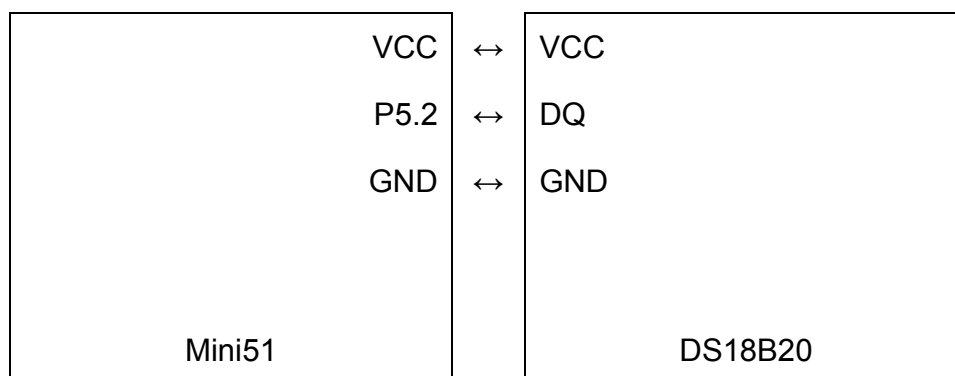 VCC ↔ VCC
P5.2 ↔ DQ
GND ↔ GND
Mini51 DS18B20